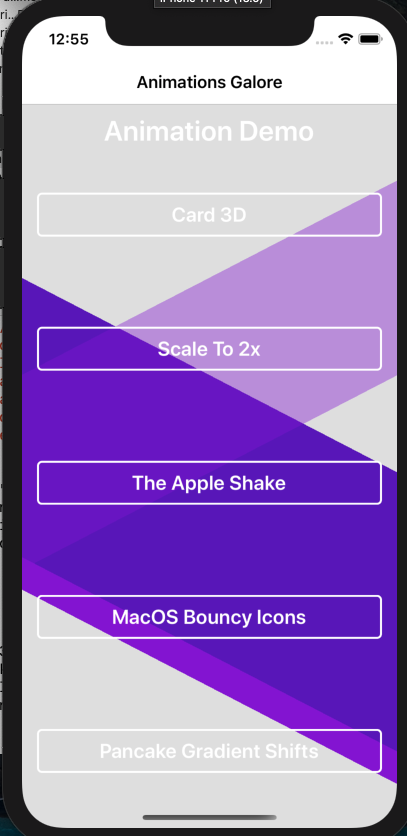 12:55
Animations Galore
Animation Demo
Card 3D
Scale To 2x
The Apple Shake
MacOS Bouncy Icons
Pancake Gradient Shifts